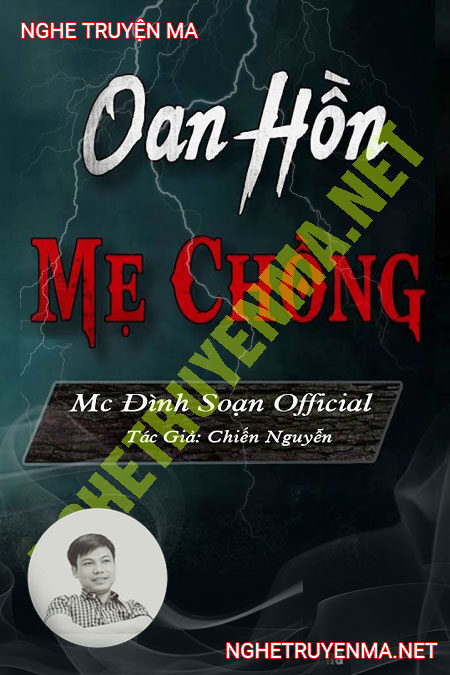 NGHE TRUYỆN MA
Oan Hồn
MẸ CHỒNG
NGHETRUYENMA.NET
Mc Đình Soạn Official
Tác Giả: Chiến Nguyễn
NGHETRUYENMA.NET